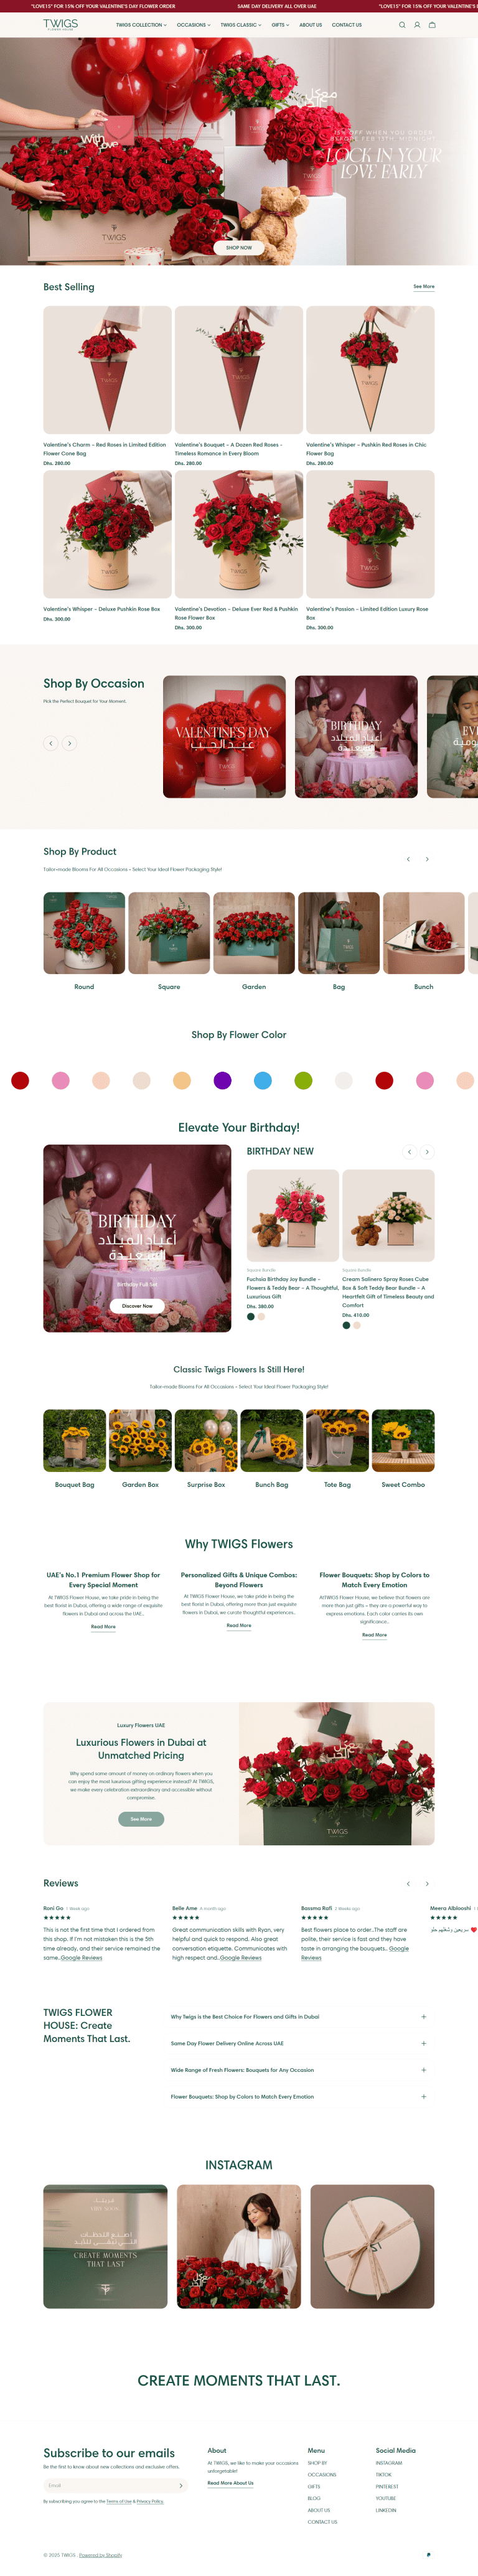 "LOVE15" FOR 15% OFF YOUR VALENTINE'S DAY FLOWER ORDER SAME DAY DELIVERY ALL OVER UAE "LOVE15" FOR 15% OFF YOUR VALENTINE'S
TWIGS
FLOWER HOUSE
TWIGS COLLECTION OCCASIONS TWIGS CLASSIC GIFTS ABOUT US CONTACT US
With Love
TWIGS
15% OFF WHEN YOU ORDER
BEFORE FEB 13TH MIDNIGHT
LOCK IN YOUR
LOVE EARLY
SHOP NOW
Best Selling
See More
Valentine's Charm – Red Roses in Limited Edition
Flower Cone Bag
Dhs. 280.00
Valentine's Bouquet – A Dozen Red Roses –
Timeless Romance in Every Bloom
Dhs. 280.00
Valentine's Whisper – Pushkin Red Roses in Chic
Flower Bag
Dhs. 280.00
Valentine's Whisper – Deluxe Pushkin Rose Box
Dhs. 300.00
Valentine's Devotion – Deluxe Ever Red & Pushkin
Rose Flower Box
Dhs. 300.00
Valentine's Passion – Limited Edition Luxury Rose
Box
Dhs. 300.00
Shop By Occasion
Pick the Perfect Bouquet for Your Moment.
VALENTINE'S DAY
عيد الحب
BIRTHDAY
أعياد الميلاد
السعيدة
Shop By Product
Tailor-made Blooms For All Occasions - Select Your Ideal Flower Packaging Style!
Round
Square
Garden
Bag
Bunch
Shop By Flower Color
Elevate Your Birthday!
BIRTHDAY
أعياد الميلاد
السعيدة
Birthday Full Set
Discover Now
BIRTHDAY NEW
Square Bundle
Fuchsia Birthday Joy Bundle –
Flowers & Teddy Bear – A Thoughtful,
Luxurious Gift
Dhs. 380.00
Square Bundle
Cream Salinero Spray Roses Cube
Box & Soft Teddy Bear Bundle – A
Heartfelt Gift of Timeless Beauty and
Comfort
Dhs. 410.00
Classic Twigs Flowers Is Still Here!
Tailor-made Blooms For All Occasions - Select Your Ideal Flower Packaging Style!
Bouquet Bag
Garden Box
Surprise Box
Bunch Bag
Tote Bag
Sweet Combo
Why TWIGS Flowers
UAE's No.1 Premium Flower Shop for
Every Special Moment
At TWIGS Flower House, we take pride in being the
best florist in Dubai, offering a wide range of exquisite
flowers in Dubai and across the UAE..
Read More
Personalized Gifts & Unique Combos:
Beyond Flowers
At TWIGS Flower House, we take pride in being the
best florist in Dubai, offering more than just exquisite
flowers in Dubai, we curate thoughtful experiences..
Read More
Flower Bouquets: Shop by Colors to
Match Every Emotion
AtTWIGS Flower House, we believe that flowers are
more than just gifts – they are a powerful way to
express emotions. Each color carries its own
significance..
Read More
Luxury Flowers UAE
Luxurious Flowers in Dubai at
Unmatched Pricing
Why spend same amount of money on ordinary flowers when you
can enjoy the most luxurious gifting experience instead? At TWIGS,
we make every celebration extraordinary and accessible without
compromise.
See More
TWIGS
Reviews
Roni Go 1 Week ago
★★★★★
This is not the first time that I ordered from
this shop. If I'm not mistaken this is the 5th
time already, and their service remained the
same..Google Reviews
Belle Ame A month ago
★★★★★
Great communication skills with Ryan, very
helpful and quick to respond. Also great
conversation etiquette. Communicates with
high respect and..Google Reviews
Bassma Rafi 2 Weeks ago
★★★★★
Best flowers place to order..The staff are
polite, their service is fast and they have
taste in arranging the bouquets.. Google
Reviews
Meera Alblooshi
★★★★★
سريعين وشغلهم حلو
TWIGS FLOWER
HOUSE: Create
Moments That Last.
Why Twigs is the Best Choice For Flowers and Gifts in Dubai
Same Day Flower Delivery Online Across UAE
Wide Range of Fresh Flowers: Bouquets for Any Occasion
Flower Bouquets: Shop by Colors to Match Every Emotion
INSTAGRAM
CREATE MOMENTS
THAT LAST
CREATE MOMENTS THAT LAST.
Subscribe to our emails
Be the first to know about new collections and exclusive offers.
Email
By subscribing you agree to the Terms of Use & Privacy Policy.
About
At TWIGS, we like to make your occasions
unforgettable!
Read More About Us
Menu
SHOP BY
OCCASIONS
GIFTS
BLOG
ABOUT US
CONTACT US
Social Media
INSTAGRAM
TIKTOK
PINTEREST
YOUTUBE
LINKEDIN
© 2025 TWIGS . Powered by Shopify